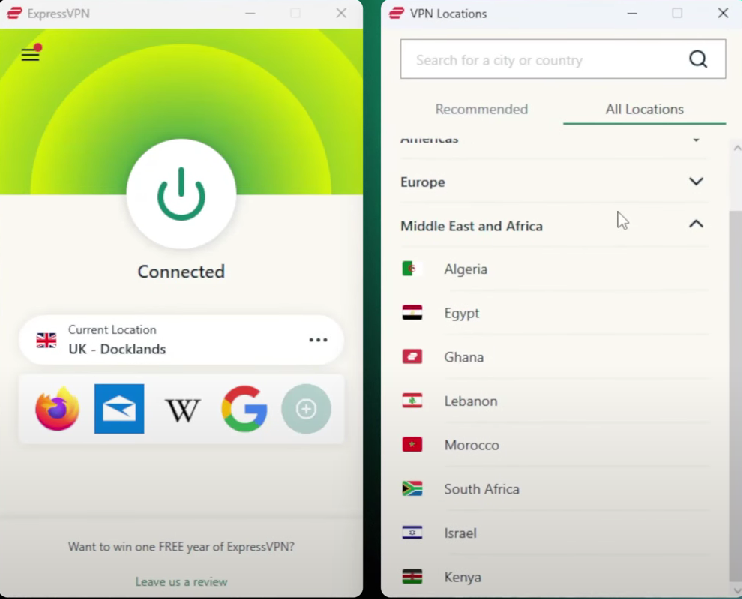 ExpressVPN
Connected
Current Location
UK - Docklands
W
G
Want to win one FREE year of ExpressVPN?
Leave us a review
VPN Locations
Search for a city or country
Recommended
All Locations
Americas
Europe
Middle East and Africa
Algeria
Egypt
Ghana
Lebanon
Morocco
South Africa
Israel
Kenya